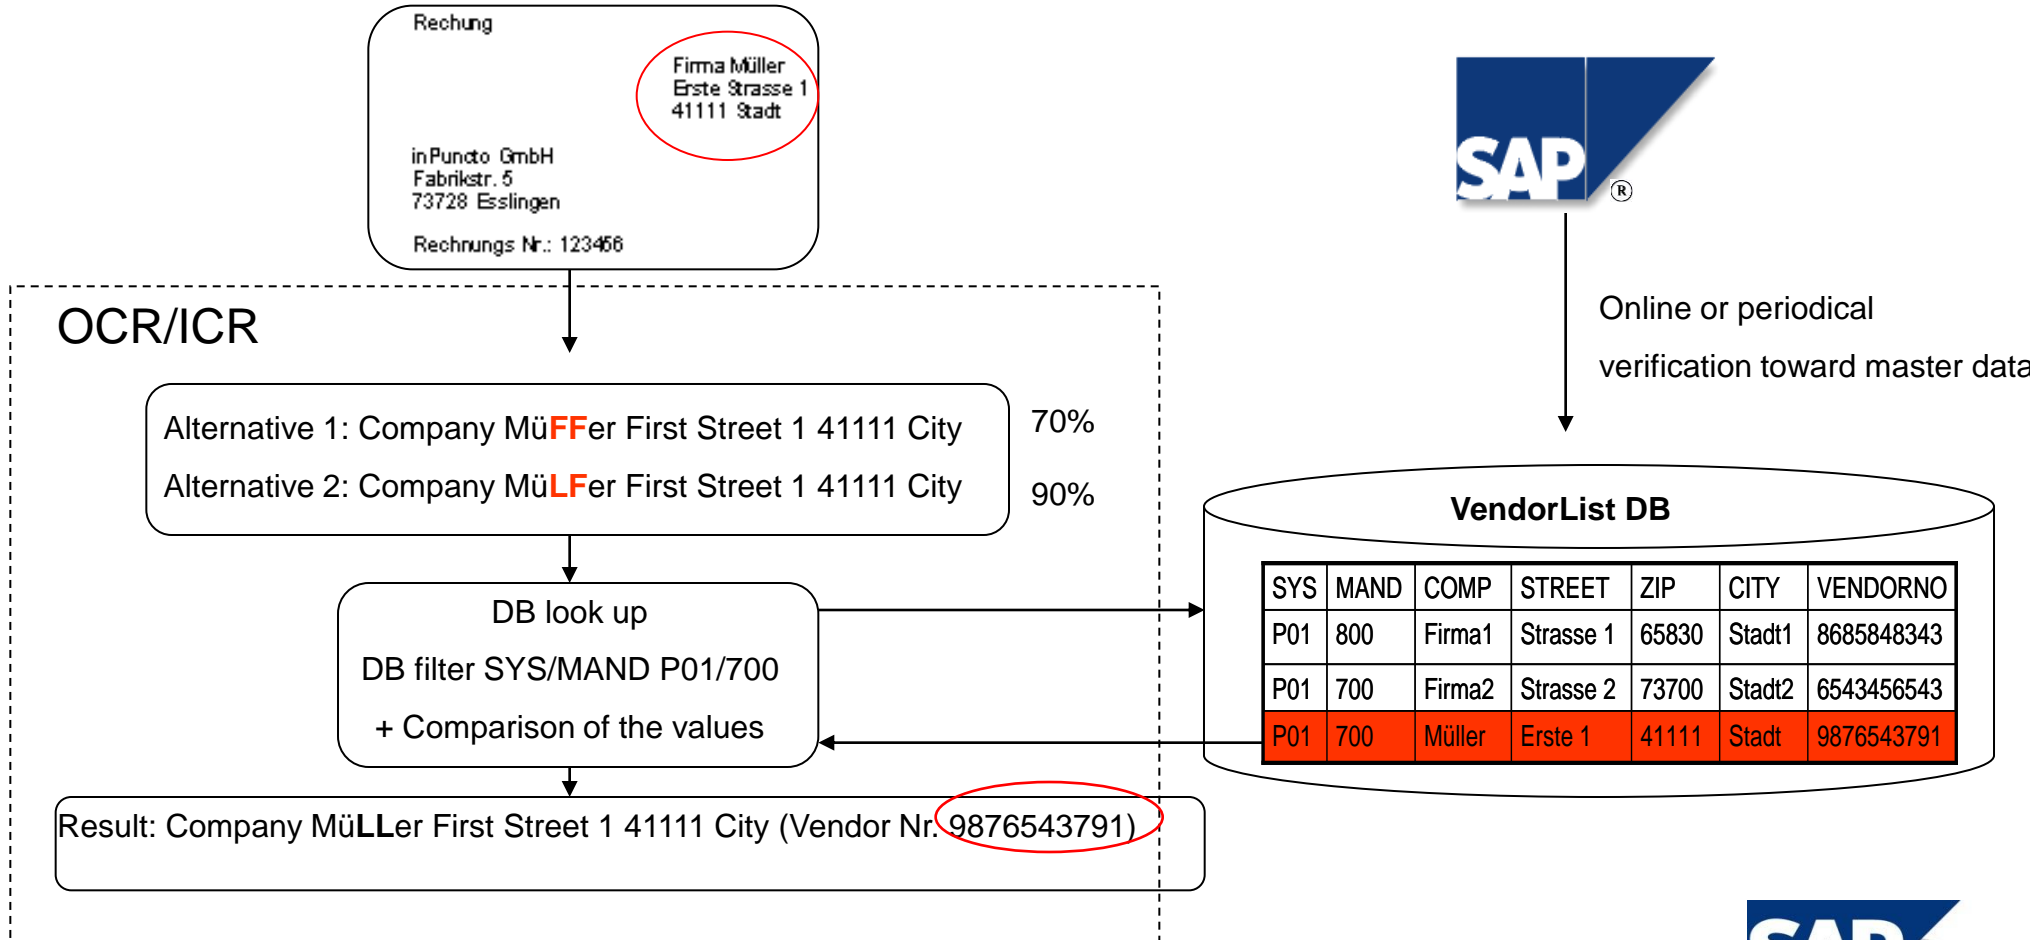 Rechung
Firma Müller
Erste Strasse 1
41111 Stadt
inPuncto GmbH
Fabrikstr. 5
73728 Esslingen
Rechnungs Nr.: 123456
SAP
®
Online or periodical
verification toward master data
OCR/ICR
Alternative 1: Company MüFFer First Street 1 41111 City 70%
Alternative 2: Company MüLFer First Street 1 41111 City 90%
DB look up
DB filter SYS/MAND P01/700
+ Comparison of the values
VendorList DB
SYS MAND COMP STREET ZIP CITY VENDORNO
P01 800 Firma1 Strasse 1 65830 Stadt1 8685848343
P01 700 Firma2 Strasse 2 73700 Stadt2 6543456543
P01 700 Müller Erste 1 41111 Stadt 9876543791
Result: Company MüLLer First Street 1 41111 City (Vendor Nr. 9876543791)
SAP